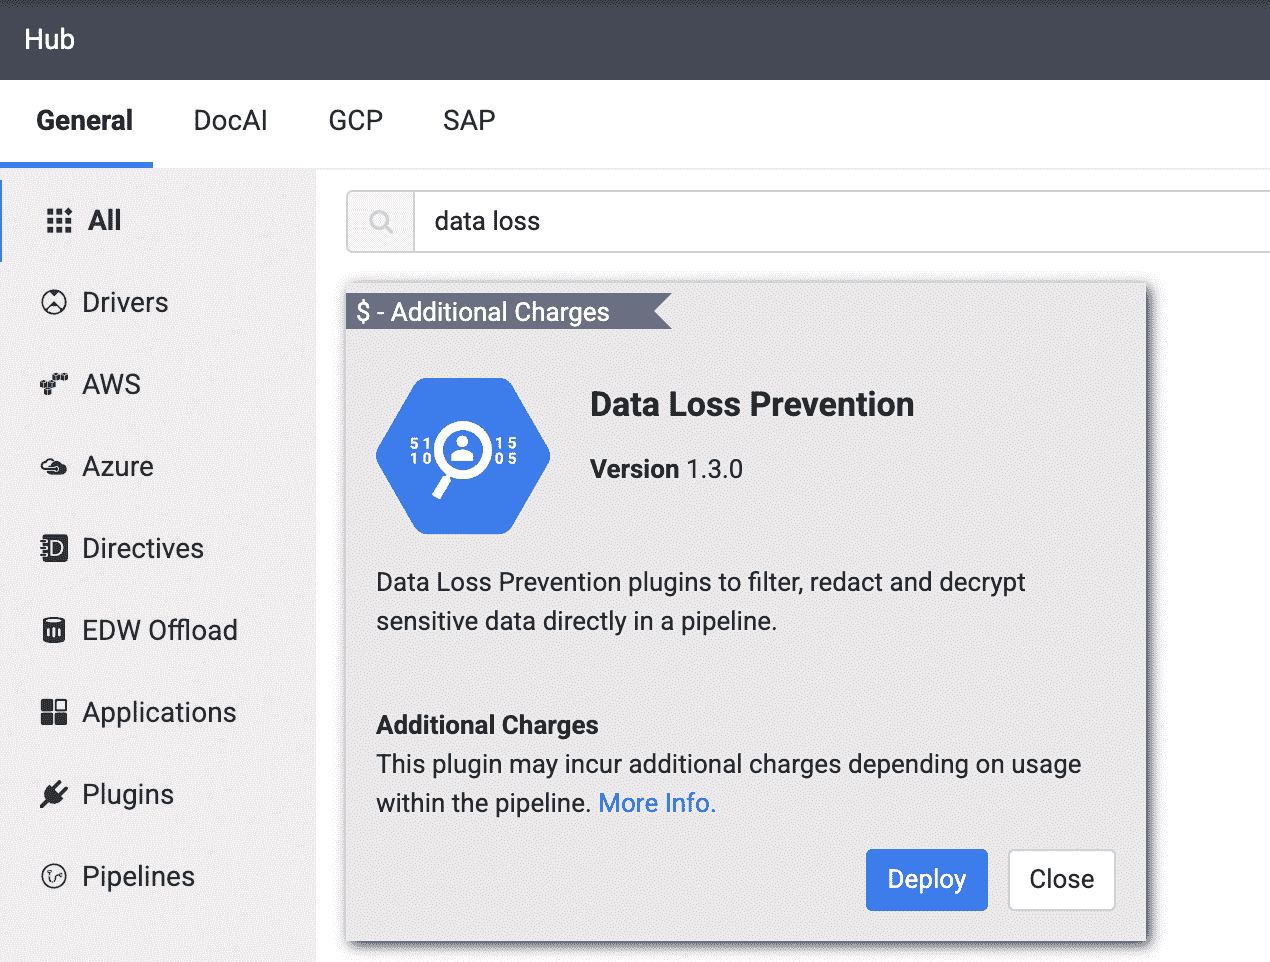 Hub
General DocAI GCP SAP
All
Drivers
AWS
Azure
Directives
EDW Offload
Applications
Plugins
Pipelines
data loss
$ - Additional Charges
51 15
10 05
Data Loss Prevention
Version 1.3.0
Data Loss Prevention plugins to filter, redact and decrypt
sensitive data directly in a pipeline.
Additional Charges
This plugin may incur additional charges depending on usage
within the pipeline. More Info.
Deploy Close